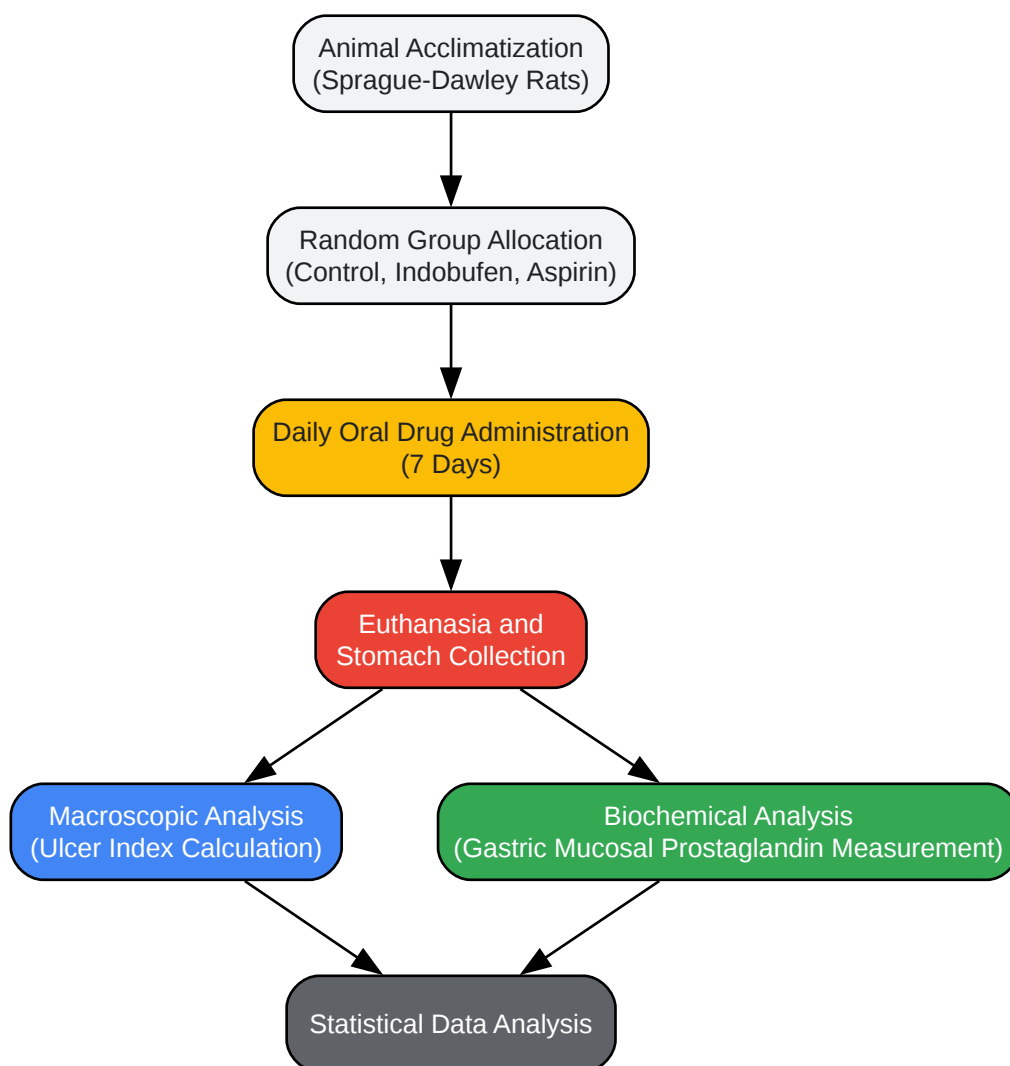 Animal Acclimatization
(Sprague-Dawley Rats)
Random Group Allocation
(Control, Indobufen, Aspirin)
Daily Oral Drug Administration
(7 Days)
Euthanasia and
Stomach Collection
Macroscopic Analysis
(Ulcer Index Calculation)
Biochemical Analysis
(Gastric Mucosal Prostaglandin Measurement)
Statistical Data Analysis